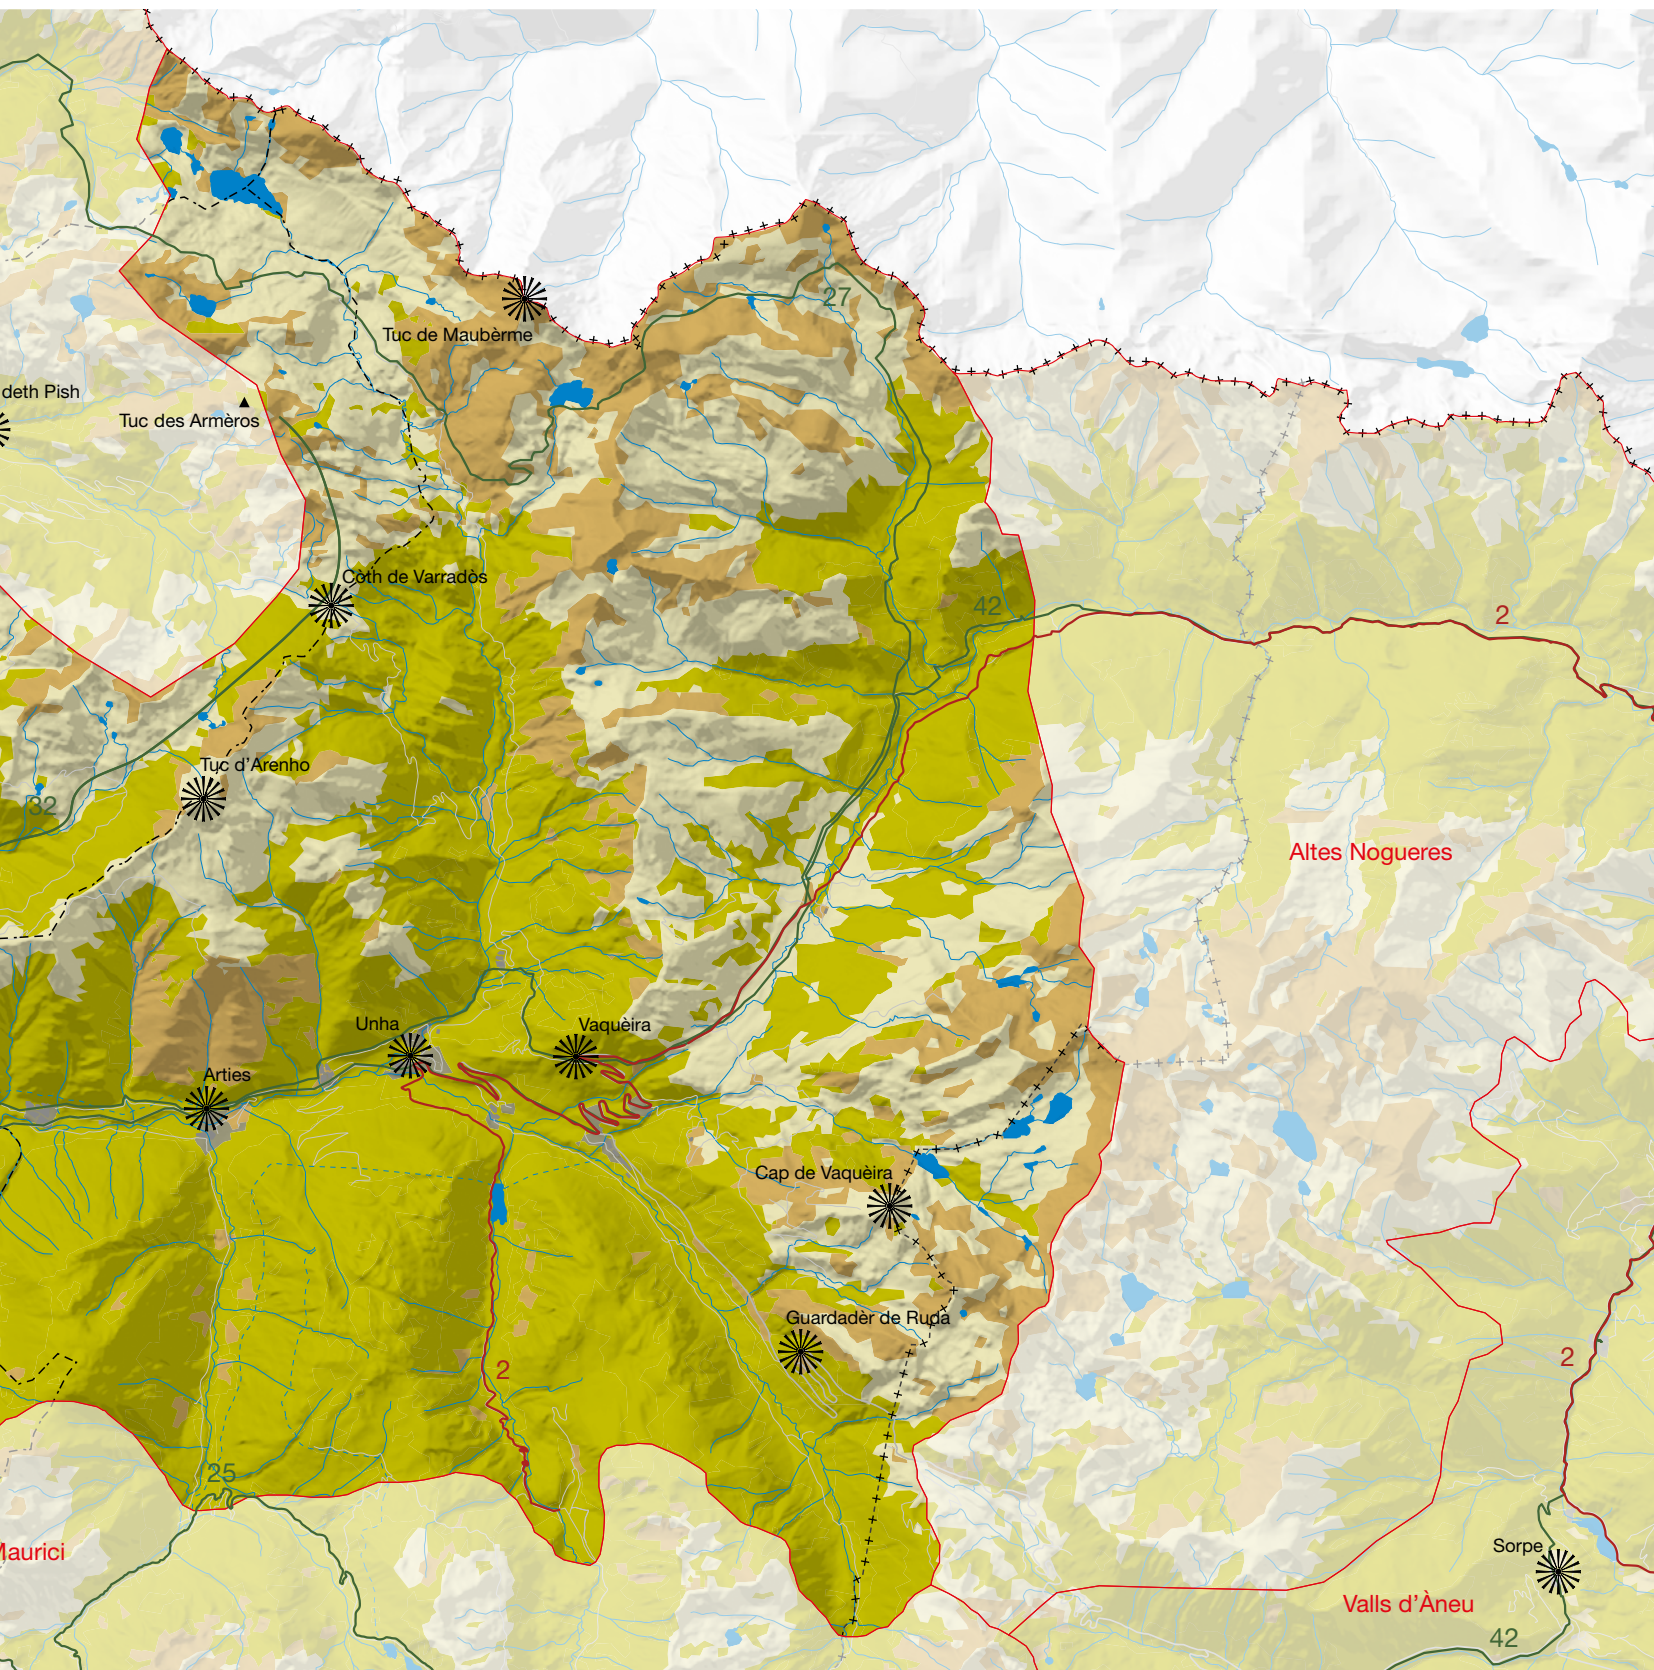 27
Tuc de Maubèrme
deth Pish
Tuc des Armèros
Còth de Varradòs
42
2
Tuc d'Arenho
32
Altes Nogueres
Unha
Vaquèira
Arties
Cap de Vaquèira
Guardadèr de Ruda
2
2
25
Maurici
Sorpe
Valls d'Àneu
42